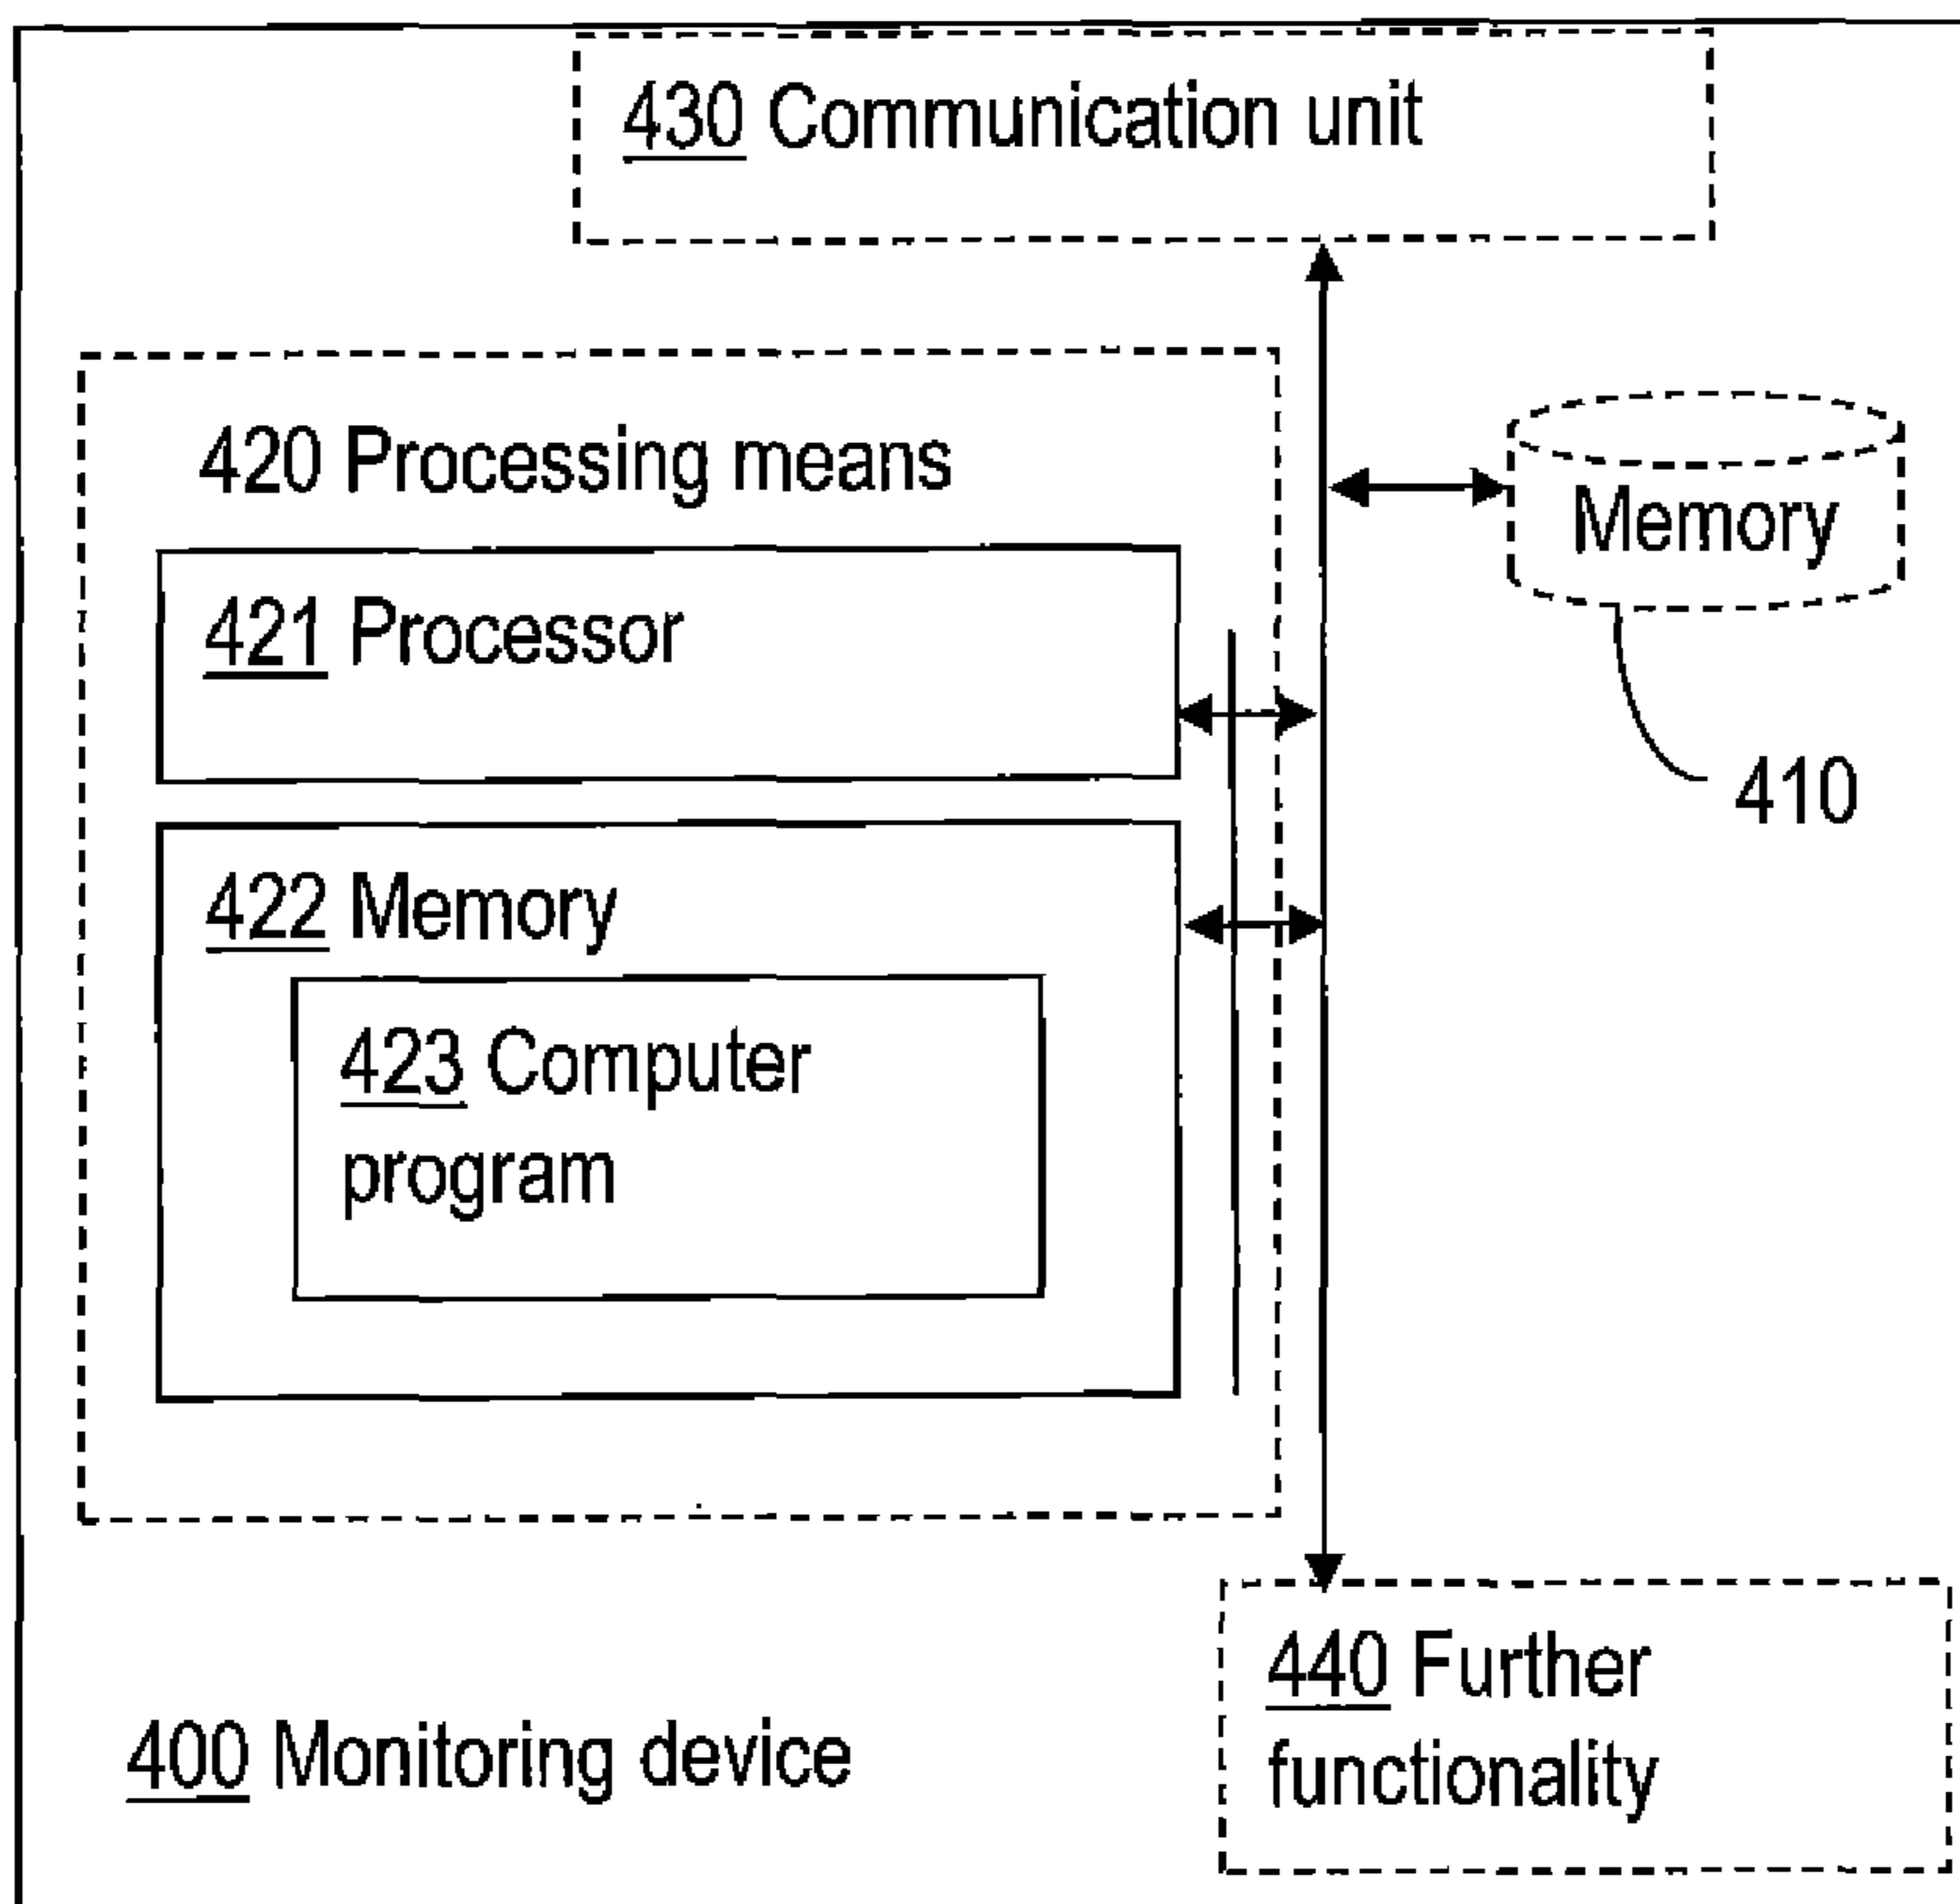 430 Communication unit
420 Processing means
Memory
421 Processor
410
422 Memory
423 Computer
program
440 Further
functionality
400 Monitoring device